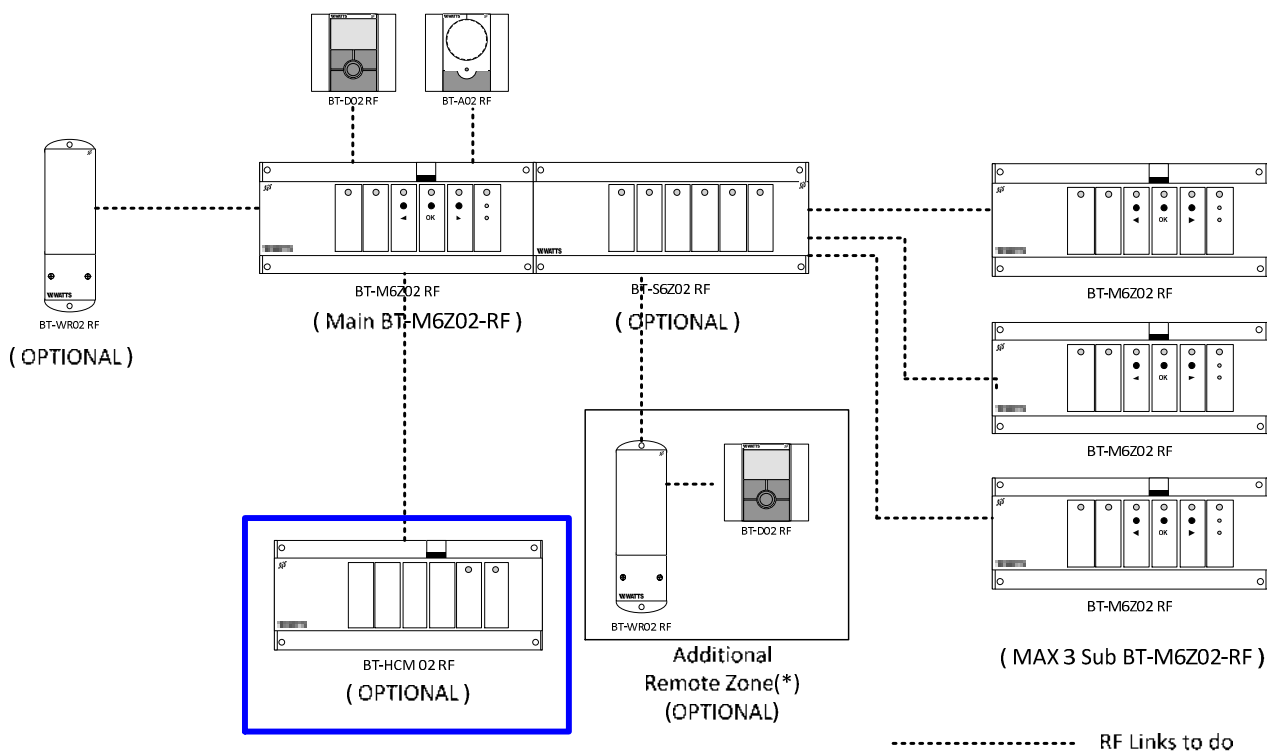 BT-D02 RF
BT-A02 RF
WATTS
OK
WATTS
BT-WR02 RF
( OPTIONAL )
BT-M6Z02 RF
( Main BT-M6Z02-RF )
BT-S6Z02 RF
( OPTIONAL )
OK
BT-M6Z02 RF
OK
BT-M6Z02 RF
OK
BT-M6Z02 RF
( MAX 3 Sub BT-M6Z02-RF )
WATTS
BT-WR02 RF
BT-D02 RF
Additional
Remote Zone(*)
(OPTIONAL)
BT-HCM 02 RF
( OPTIONAL )
RF Links to do